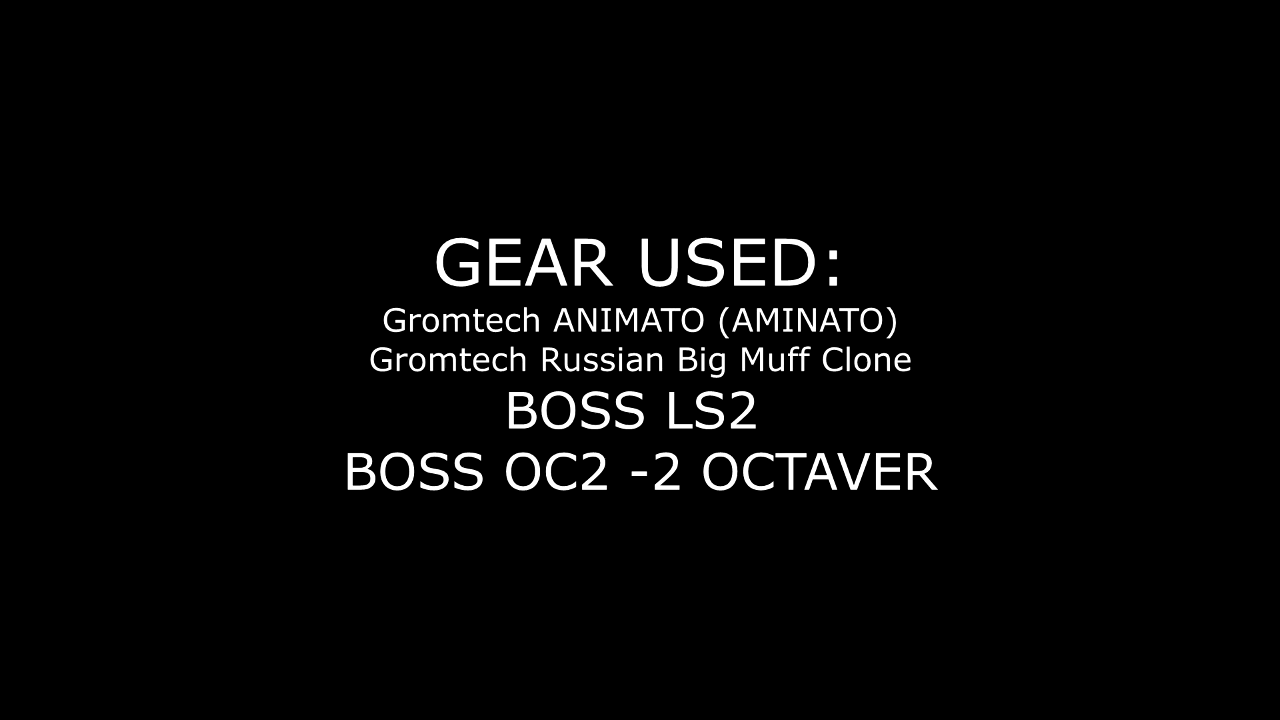 GEAR USED:
Gromtech ANIMATO (AMINATO)
Gromtech Russian Big Muff Clone
BOSS LS2
BOSS OC2 -2 OCTAVER